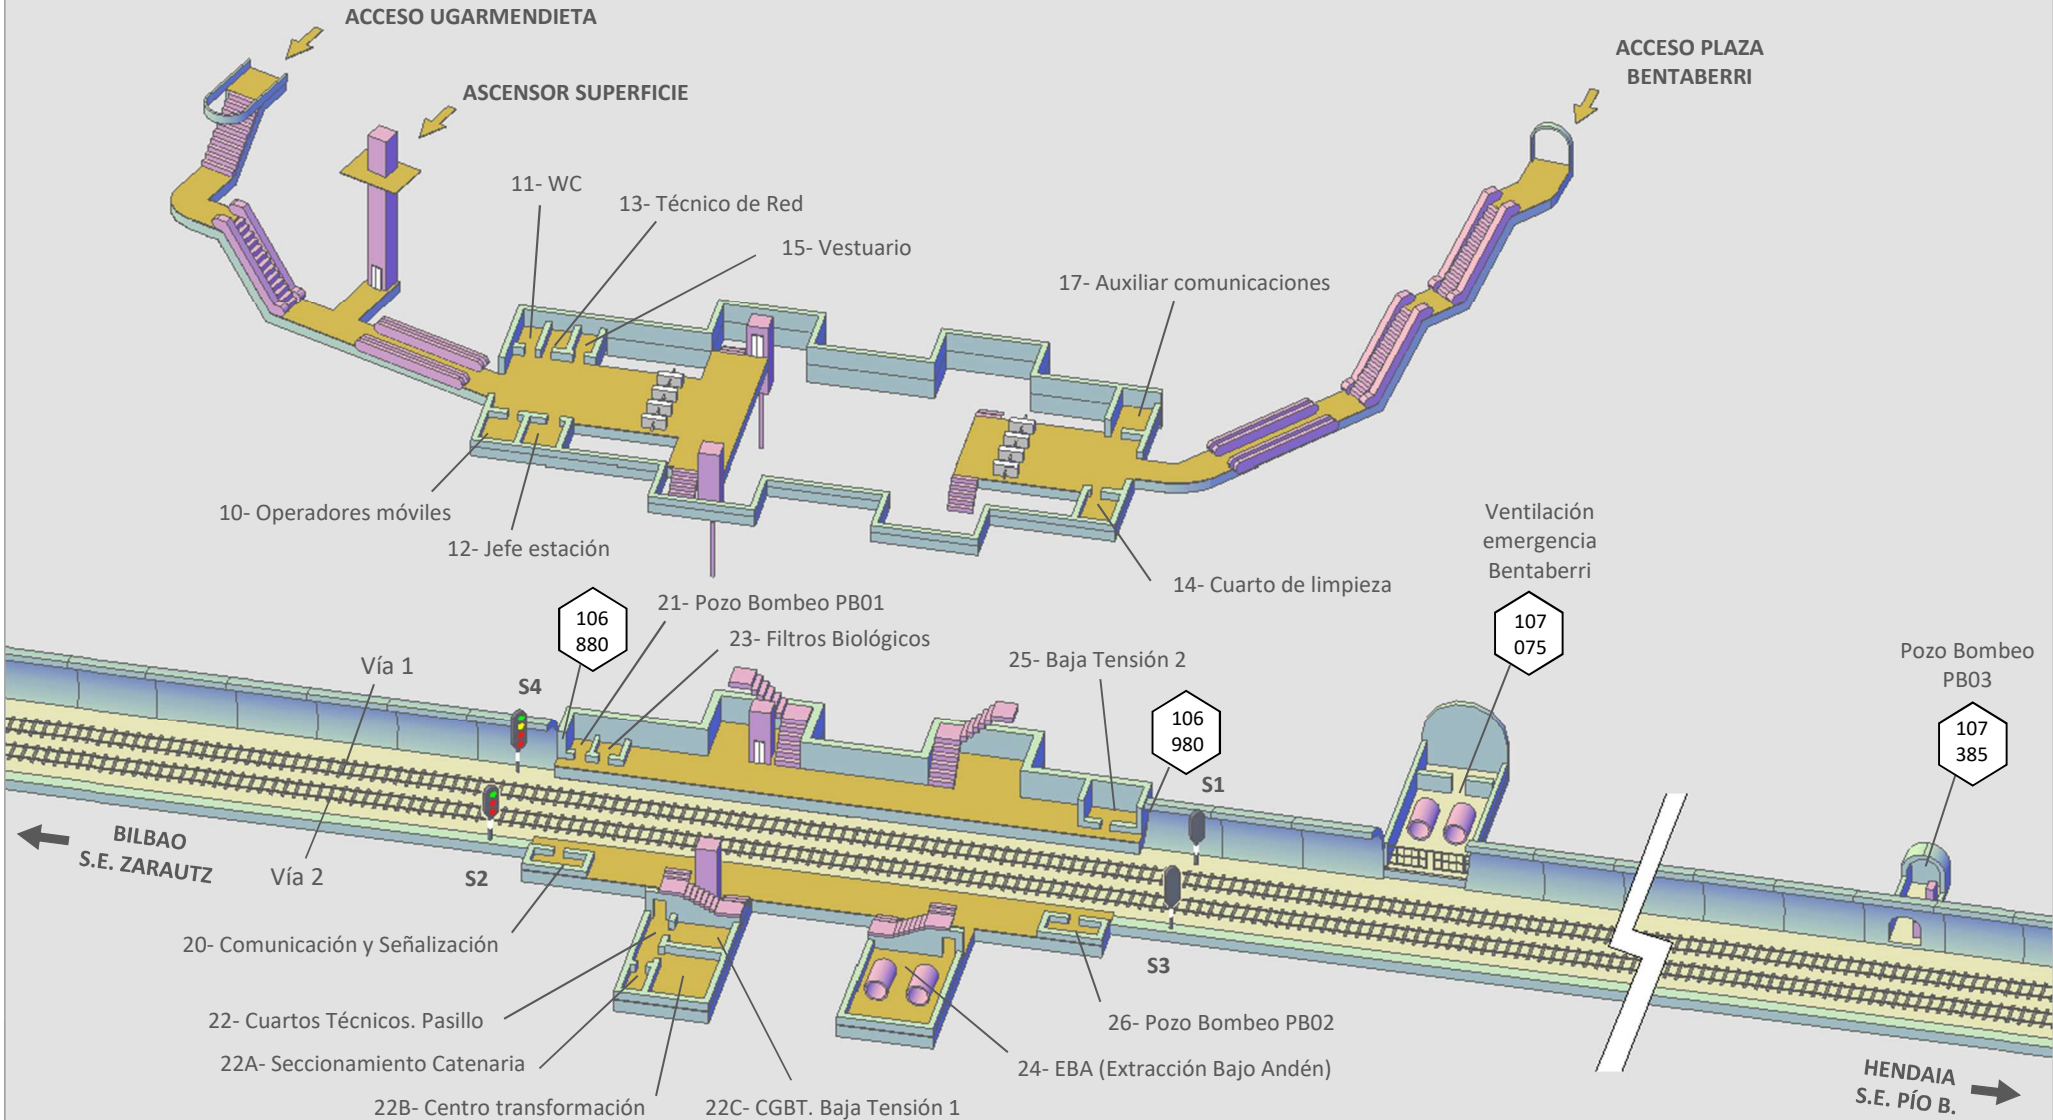 ACCESO UGARMENDIETA
ASCENSOR SUPERFICIE
ACCESO PLAZA
BENTABERRI
11- WC
13- Técnico de Red
15- Vestuario
17- Auxiliar comunicaciones
10- Operadores móviles
12- Jefe estación
14- Cuarto de limpieza
Ventilación
emergencia
Bentaberri
106
880
21- Pozo Bombeo PB01
23- Filtros Biológicos
25- Baja Tensión 2
107
075
Pozo Bombeo
PB03
107
385
Vía 1
S4
106
980
S1
BILBAO
S.E. ZARAUTZ
Vía 2
S2
S3
20- Comunicación y Señalización
22- Cuartos Técnicos. Pasillo
22A- Seccionamiento Catenaria
22B- Centro transformación
22C- CGBT. Baja Tensión 1
26- Pozo Bombeo PB02
24- EBA (Extracción Bajo Andén)
HENDAIA
S.E. PÍO B.